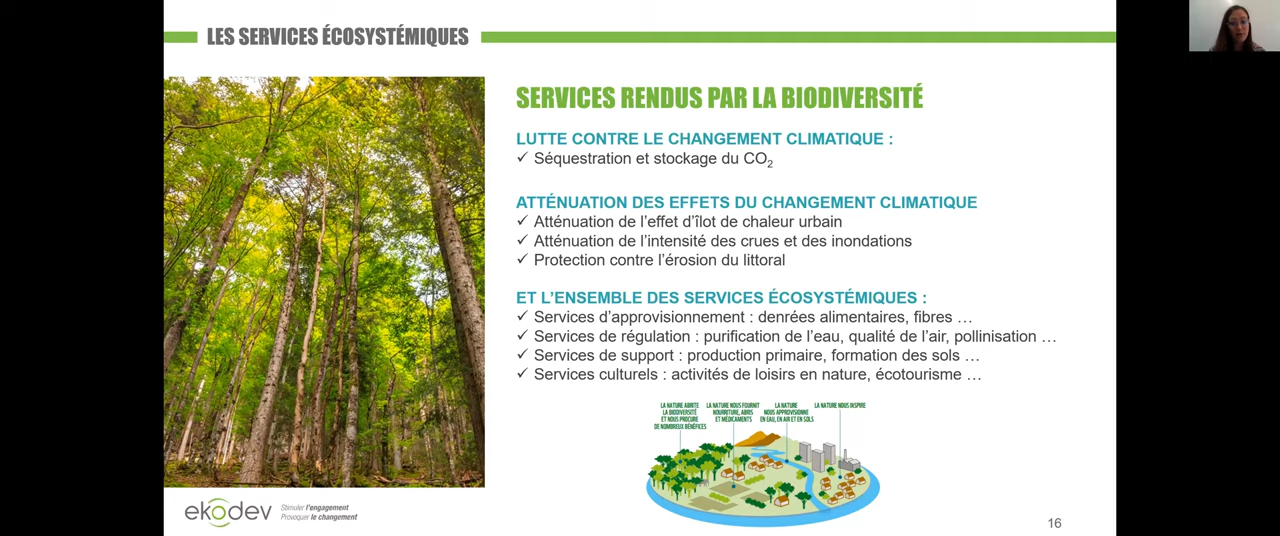 LES SERVICES ÉCOSYSTÉMIQUES
SERVICES RENDUS PAR LA BIODIVERSITÉ
LUTTE CONTRE LE CHANGEMENT CLIMATIQUE :
✓ Séquestration et stockage du CO₂
ATTÉNUATION DES EFFETS DU CHANGEMENT CLIMATIQUE
✓ Atténuation de l’effet d’îlot de chaleur urbain
✓ Atténuation de l’intensité des crues et des inondations
✓ Protection contre l’érosion du littoral
ET L’ENSEMBLE DES SERVICES ÉCOSYSTÉMIQUES :
✓ Services d’approvisionnement : denrées alimentaires, fibres …
✓ Services de régulation : purification de l’eau, qualité de l’air, pollinisation …
✓ Services de support : production primaire, formation des sols …
✓ Services culturels : activités de loisirs en nature, écotourisme …
LA NATURE ABRITE
LA BIODIVERSITÉ
ET NOUS PROCURE
DE NOMBREUX BÉNÉFICES
LA NATURE NOUS FOURNIT
NOURRITURE, ABRIS
ET MÉDICAMENTS
LA NATURE
NOUS APPROVISIONNE
EN EAU, EN AIR ET EN SOLS
LA NATURE NOUS INSPIRE
ekodev
Stimuler l’engagement
Provoquer le changement
16